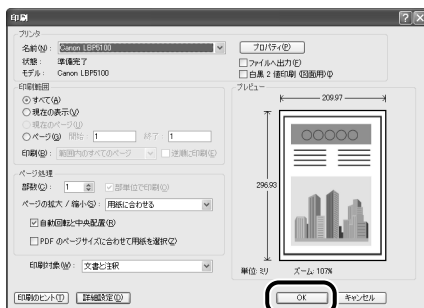 印刷
プリンタ
名前(N): Canon LBP5100 プロパティ(P)
状態: 準備完了 ファイルへ出力(F)
モデル: Canon LBP5100 白黒 2 値印刷 (図面用)(I)
印刷範囲 プレビュー
すべて(A) 209.97
現在の表示(V)
現在のページ(U)
ページ(G) 開始: 1 終了: 1
印刷(B): 範囲内のすべてのページ 逆順に印刷(E)
ページ処理
部数(C): 1 部単位で印刷(O) 296.93
ページの拡大 / 縮小(S): 用紙に合わせる
自動回転と中央配置(R)
PDF のページサイズに合わせて用紙を選択(Z)
印刷対象(W): 文書と注釈
単位: ミリ ズーム: 107%
印刷のヒント(T) 詳細設定(D) OK キャンセル